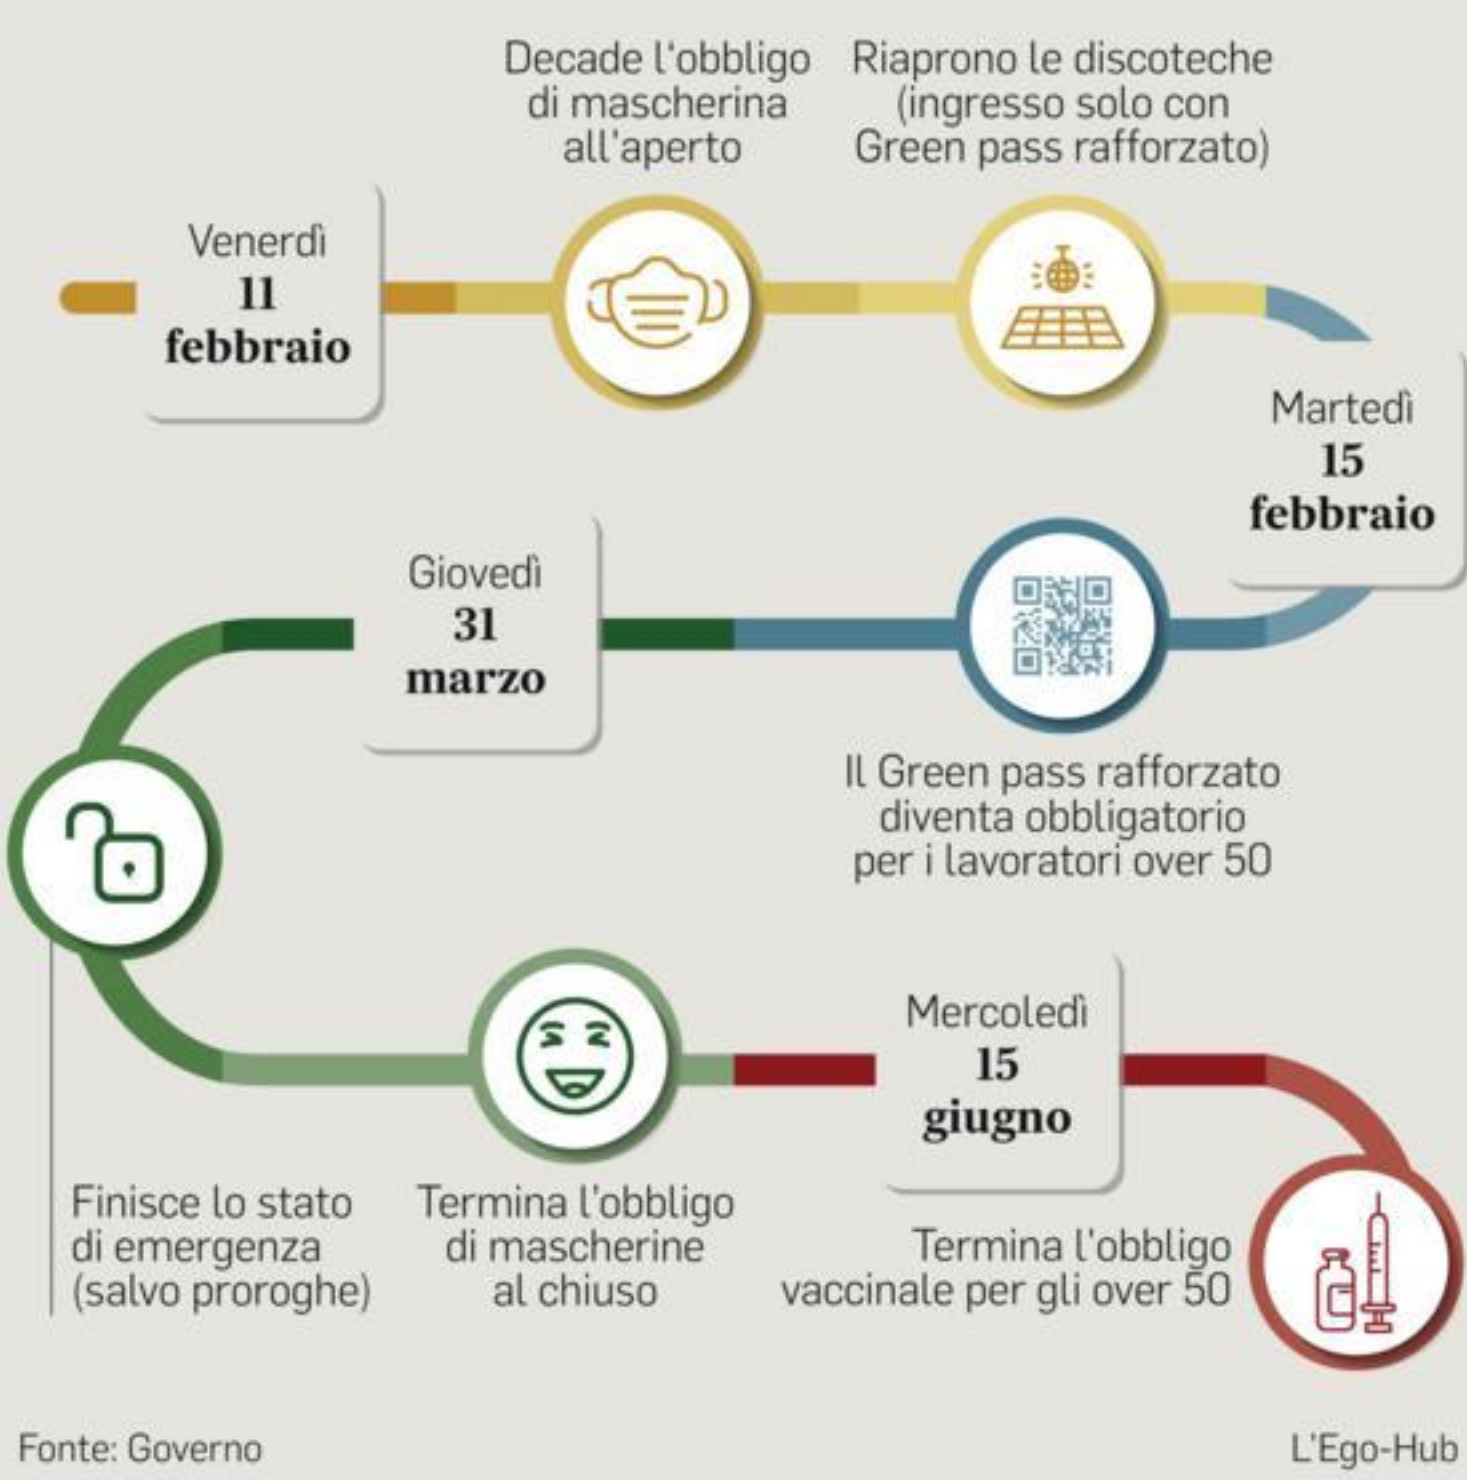 Decade l'obbligo
di mascherina
all'aperto
Riaprono le discoteche
(ingresso solo con
Green pass rafforzato)
Venerdì
11
febbraio
Martedì
15
febbraio
Giovedì
31
marzo
Il Green pass rafforzato
diventa obbligatorio
per i lavoratori over 50
Mercoledì
15
giugno
Finisce lo stato
di emergenza
(salvo proroghe)
Termina l'obbligo
di mascherine
al chiuso
Termina l'obbligo
vaccinale per gli over 50
Fonte: Governo
L'Ego-Hub